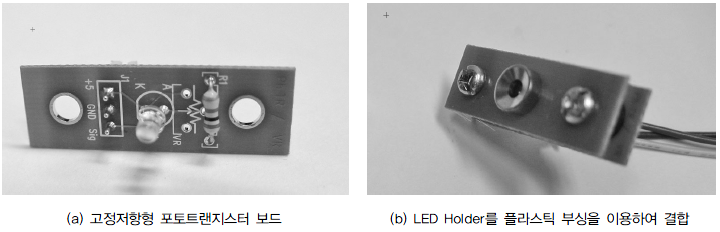 +5
GND
Sig
J1
K
A
VR
R1
(a) 고정저항형 포토트랜지스터 보드
(b) LED Holder를 플라스틱 부싱을 이용하여 결합